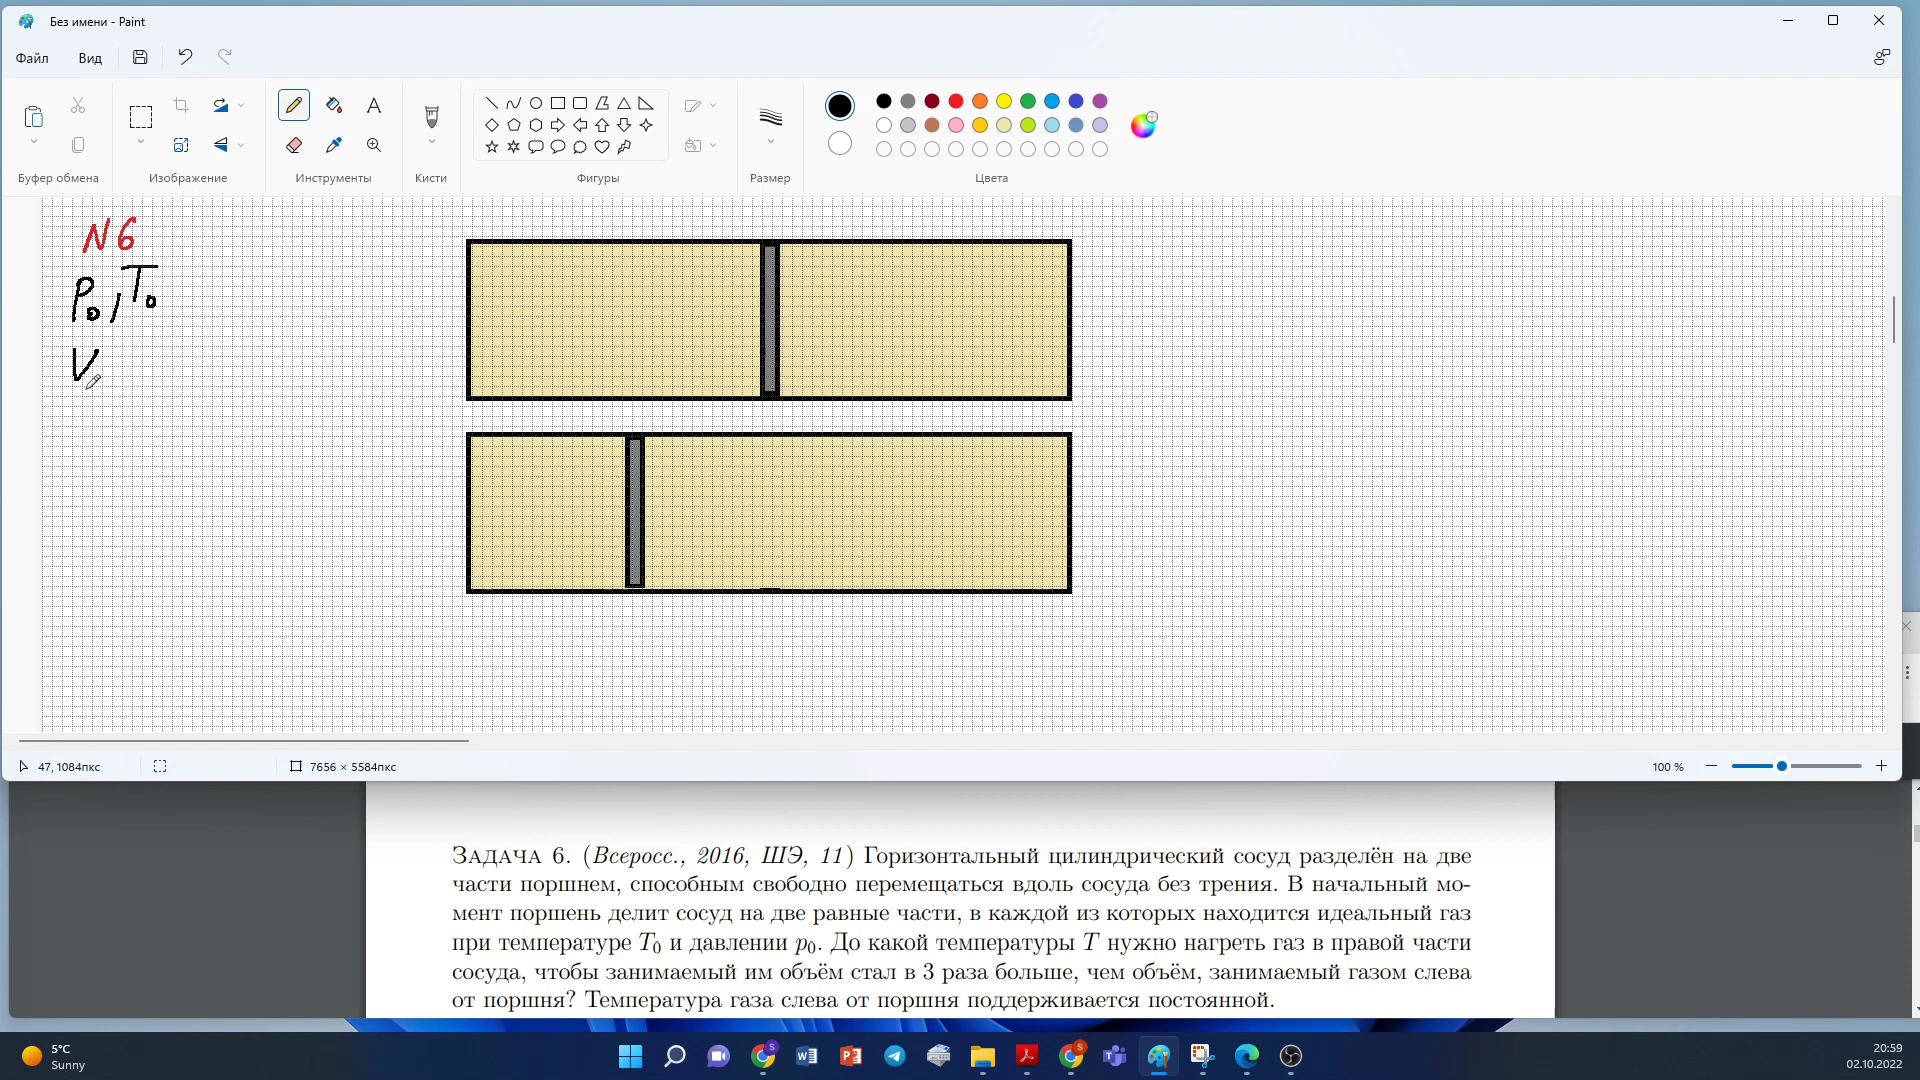 Без имени - Paint
Файл
Вид
Буфер обмена
Изображение
Инструменты
Кисти
Фигуры
Размер
Цвета
N6
P₀, T₀
V
47, 1084пкс
7656 × 5584пкс
100 %
Задача 6. (Всеросс., 2016, ШЭ, 11) Горизонтальный цилиндрический сосуд разделён на две
части поршнем, способным свободно перемещаться вдоль сосуда без трения. В начальный мо-
мент поршень делит сосуд на две равные части, в каждой из которых находится идеальный газ
при температуре T₀ и давлении p₀. До какой температуры T нужно нагреть газ в правой части
сосуда, чтобы занимаемый им объём стал в 3 раза больше, чем объём, занимаемый газом слева
от поршня? Температура газа слева от поршня поддерживается постоянной.
5°C
Sunny
20:59
02.10.2022